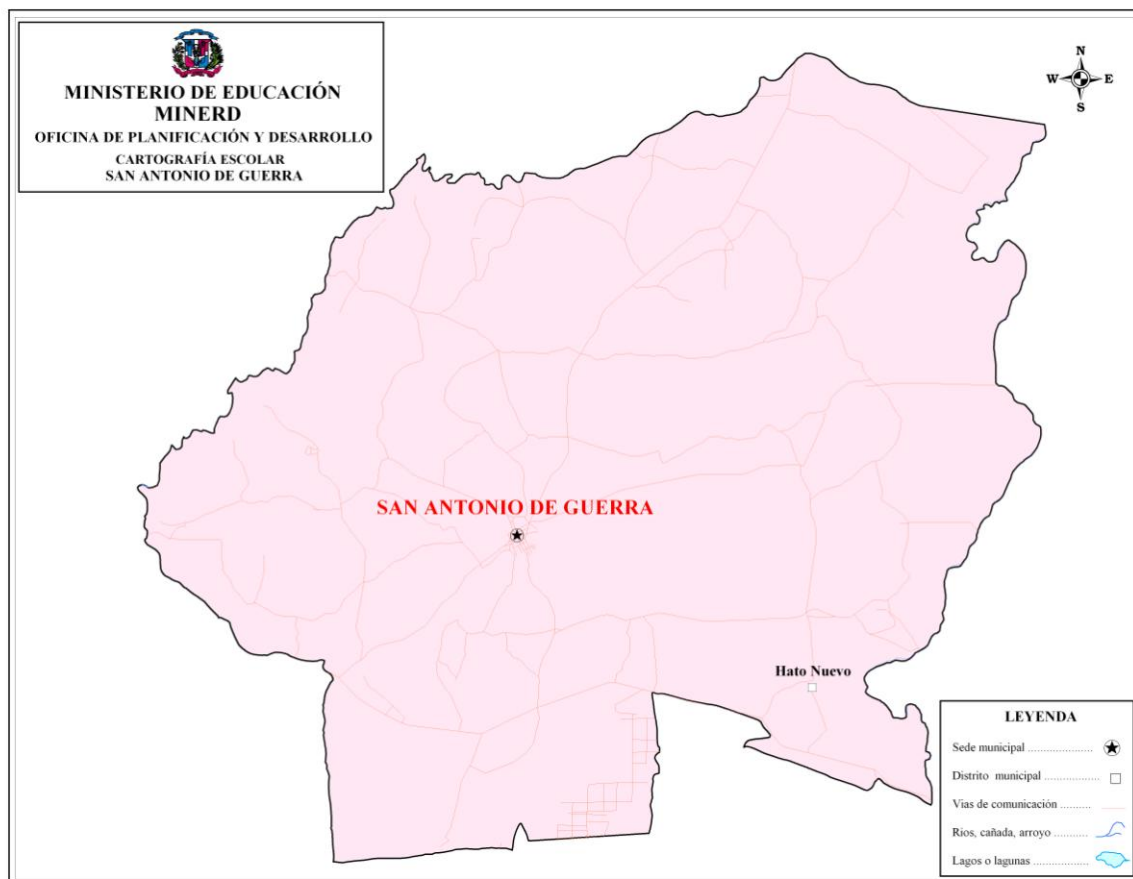 MINISTERIO DE EDUCACIÓN
MINERD
OFICINA DE PLANIFICACIÓN Y DESARROLLO
CARTOGRAFÍA ESCOLAR
SAN ANTONIO DE GUERRA
N
W E
S
SAN ANTONIO DE GUERRA
Hato Nuevo
LEYENDA
Sede municipal .....................
Distrito municipal ..................
Vias de comunicación ..........
Rios, cañada, arroyo ...........
Lagos o lagunas ..................